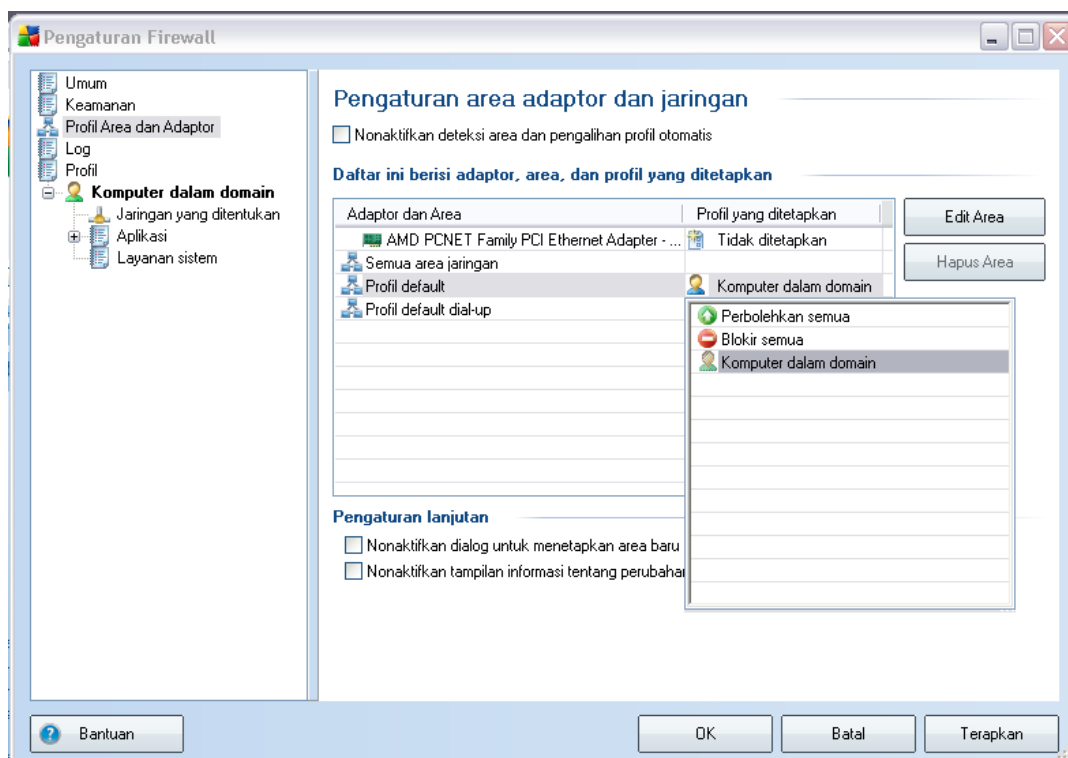 Pengaturan Firewall
Umum
Keamanan
Profil Area dan Adaptor
Log
Profil
Komputer dalam domain
Jaringan yang ditentukan
Aplikasi
Layanan sistem
Pengaturan area adaptor dan jaringan
Nonaktifkan deteksi area dan pengalihan profil otomatis
Daftar ini berisi adaptor, area, dan profil yang ditetapkan
Adaptor dan Area Profil yang ditetapkan
AMD PCNET Family PCI Ethernet Adapter - ... Tidak ditetapkan
Semua area jaringan
Profil default Komputer dalam domain
Profil default dial-up
Perbolehkan semua
Blokir semua
Komputer dalam domain
Edit Area
Hapus Area
Pengaturan lanjutan
Nonaktifkan dialog untuk menetapkan area baru
Nonaktifkan tampilan informasi tentang
Bantuan
OK
Batal
Terapkan